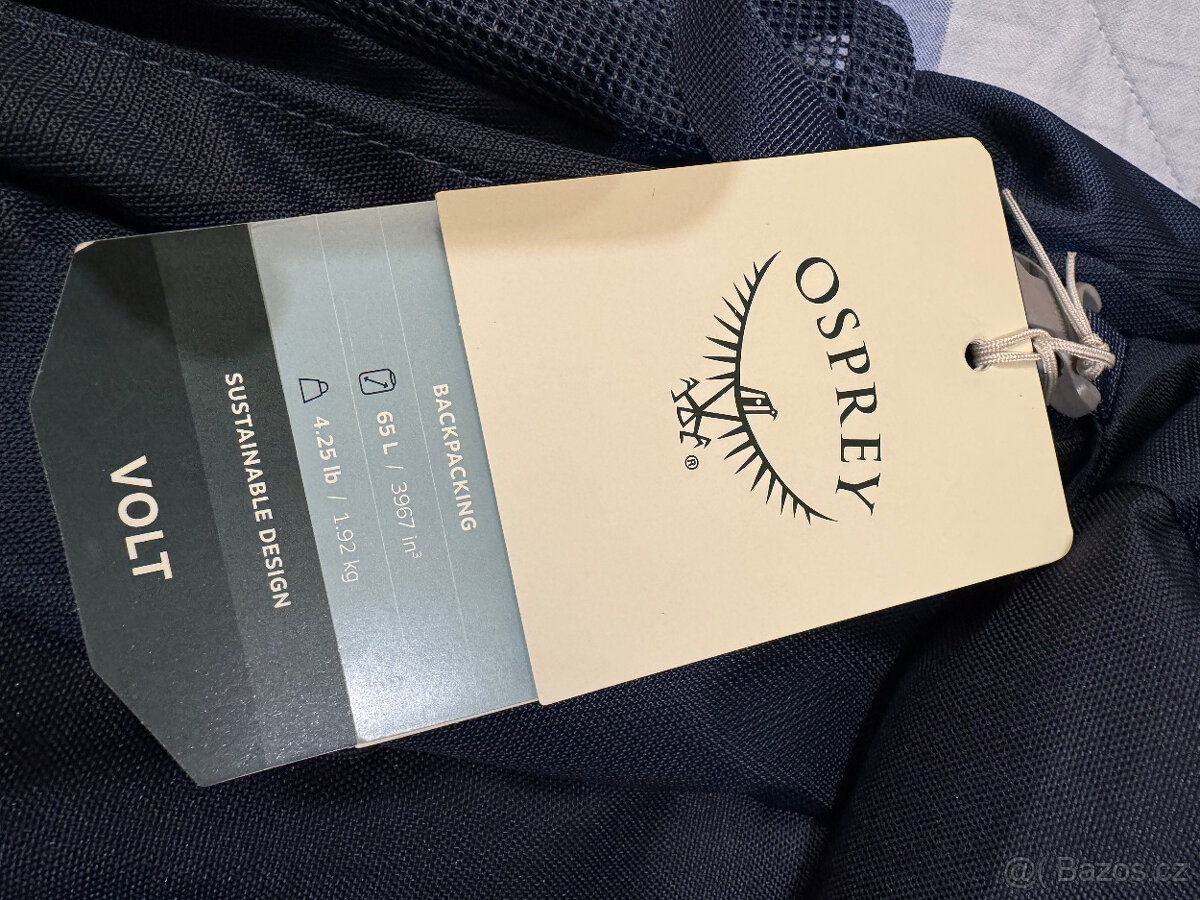 OSPREY
®
BACKPACKING
65 L / 3967 in³
4.25 lb / 1.92 kg
SUSTAINABLE DESIGN
VOLT
@( Bazos.cz